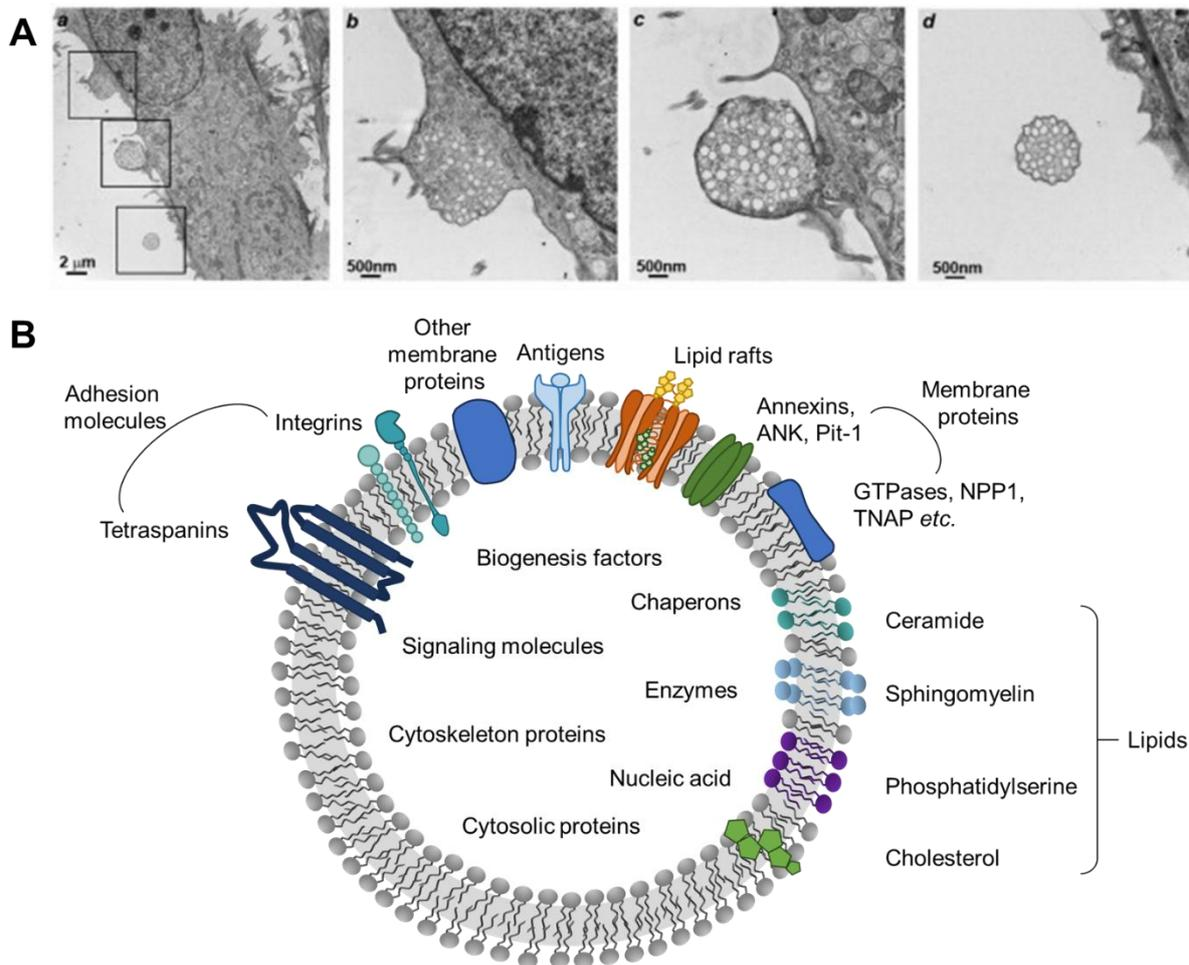 A
a
b
c
d
2 μm
500nm
500nm
500nm
B
Other
membrane
proteins
Antigens
Lipid rafts
Adhesion
molecules
Integrins
Annexins,
ANK, Pit-1
Membrane
proteins
GTPases, NPP1,
TNAP etc.
Tetraspanins
Biogenesis factors
Chaperons
Signaling molecules
Enzymes
Cytoskeleton proteins
Nucleic acid
Cytosolic proteins
Ceramide
Sphingomyelin
Lipids
Phosphatidylserine
Cholesterol